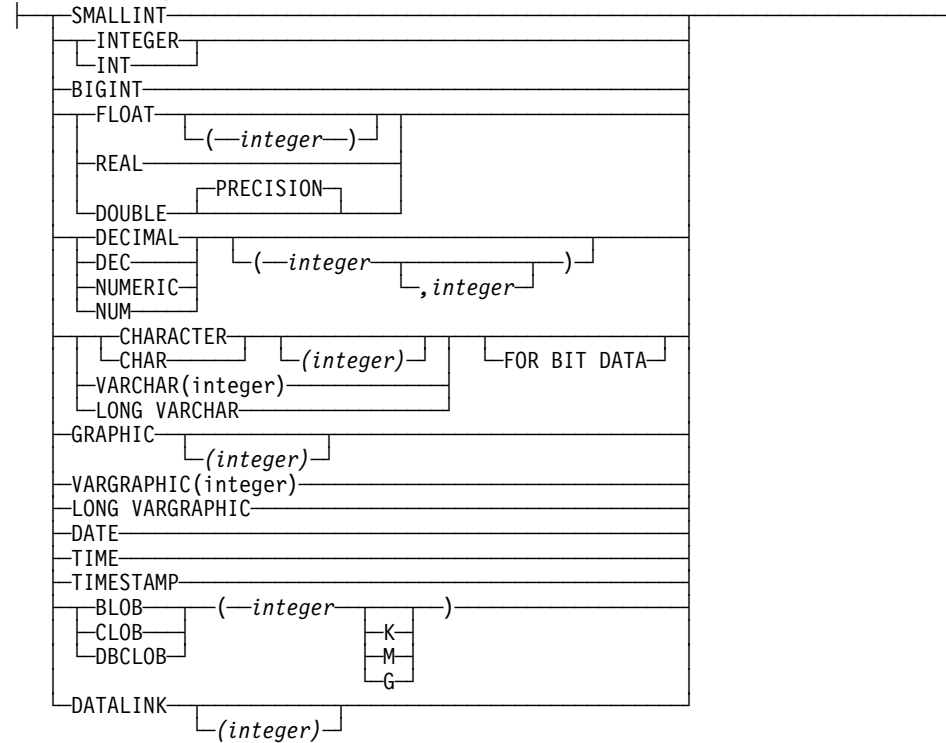 SMALLINT
INTEGER
INT
BIGINT
FLOAT
( integer )
REAL
PRECISION
DOUBLE
DECIMAL
DEC ( integer )
NUMERIC ,integer
NUM
CHARACTER
CHAR (integer) FOR BIT DATA
VARCHAR(integer)
LONG VARCHAR
GRAPHIC
(integer)
VARGRAPHIC(integer)
LONG VARGRAPHIC
DATE
TIME
TIMESTAMP
BLOB ( integer )
CLOB K
DBCLOB M
G
DATALINK
(integer)